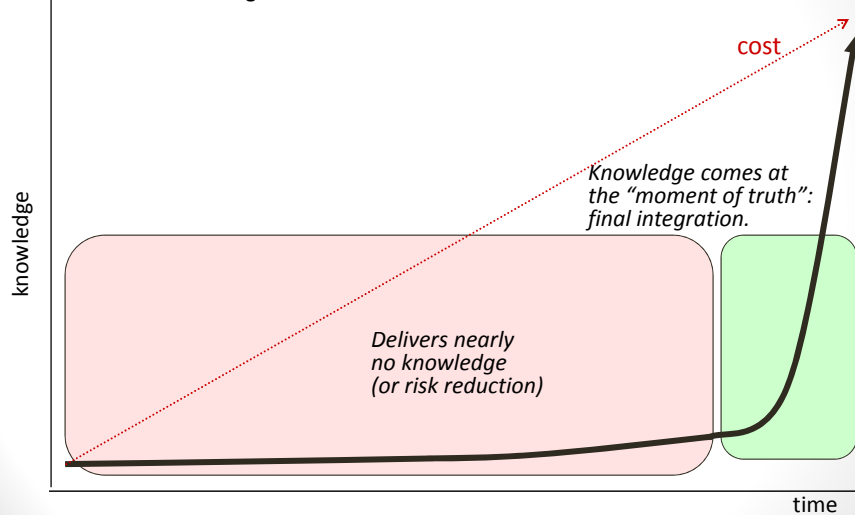 cost
Knowledge comes at
the “moment of truth”:
final integration.
knowledge
Delivers nearly
no knowledge
(or risk reduction)
time